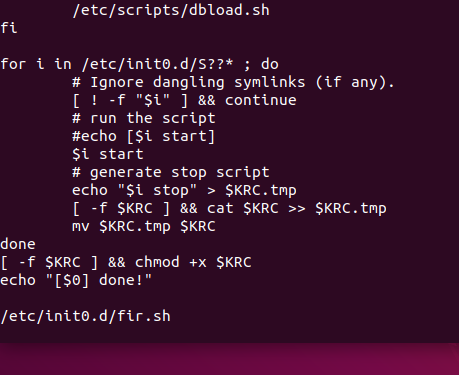 /etc/scripts/dbload.sh
fi
for i in /etc/init0.d/S??* ; do
# Ignore dangling symlinks (if any).
[ ! -f "$i" ] && continue
# run the script
#echo [$i start]
$i start
# generate stop script
echo "$i stop" > $KRC.tmp
[ -f $KRC ] && cat $KRC >> $KRC.tmp
mv $KRC.tmp $KRC
done
[ -f $KRC ] && chmod +x $KRC
echo "[$0] done!"
/etc/init0.d/fir.sh